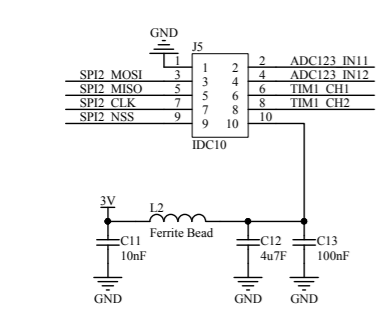 GND
J5
1 1 2 2 ADC123_IN11
SPI2_MOSI 3 3 4 4 ADC123_IN12
SPI2_MISO 5 5 6 6 TIM1_CH1
SPI2_CLK 7 7 8 8 TIM1_CH2
SPI2_NSS 9 9 10 10
IDC10
3V
L2
Ferrite Bead
C11 C12 C13
10nF 4u7F 100nF
GND GND GND